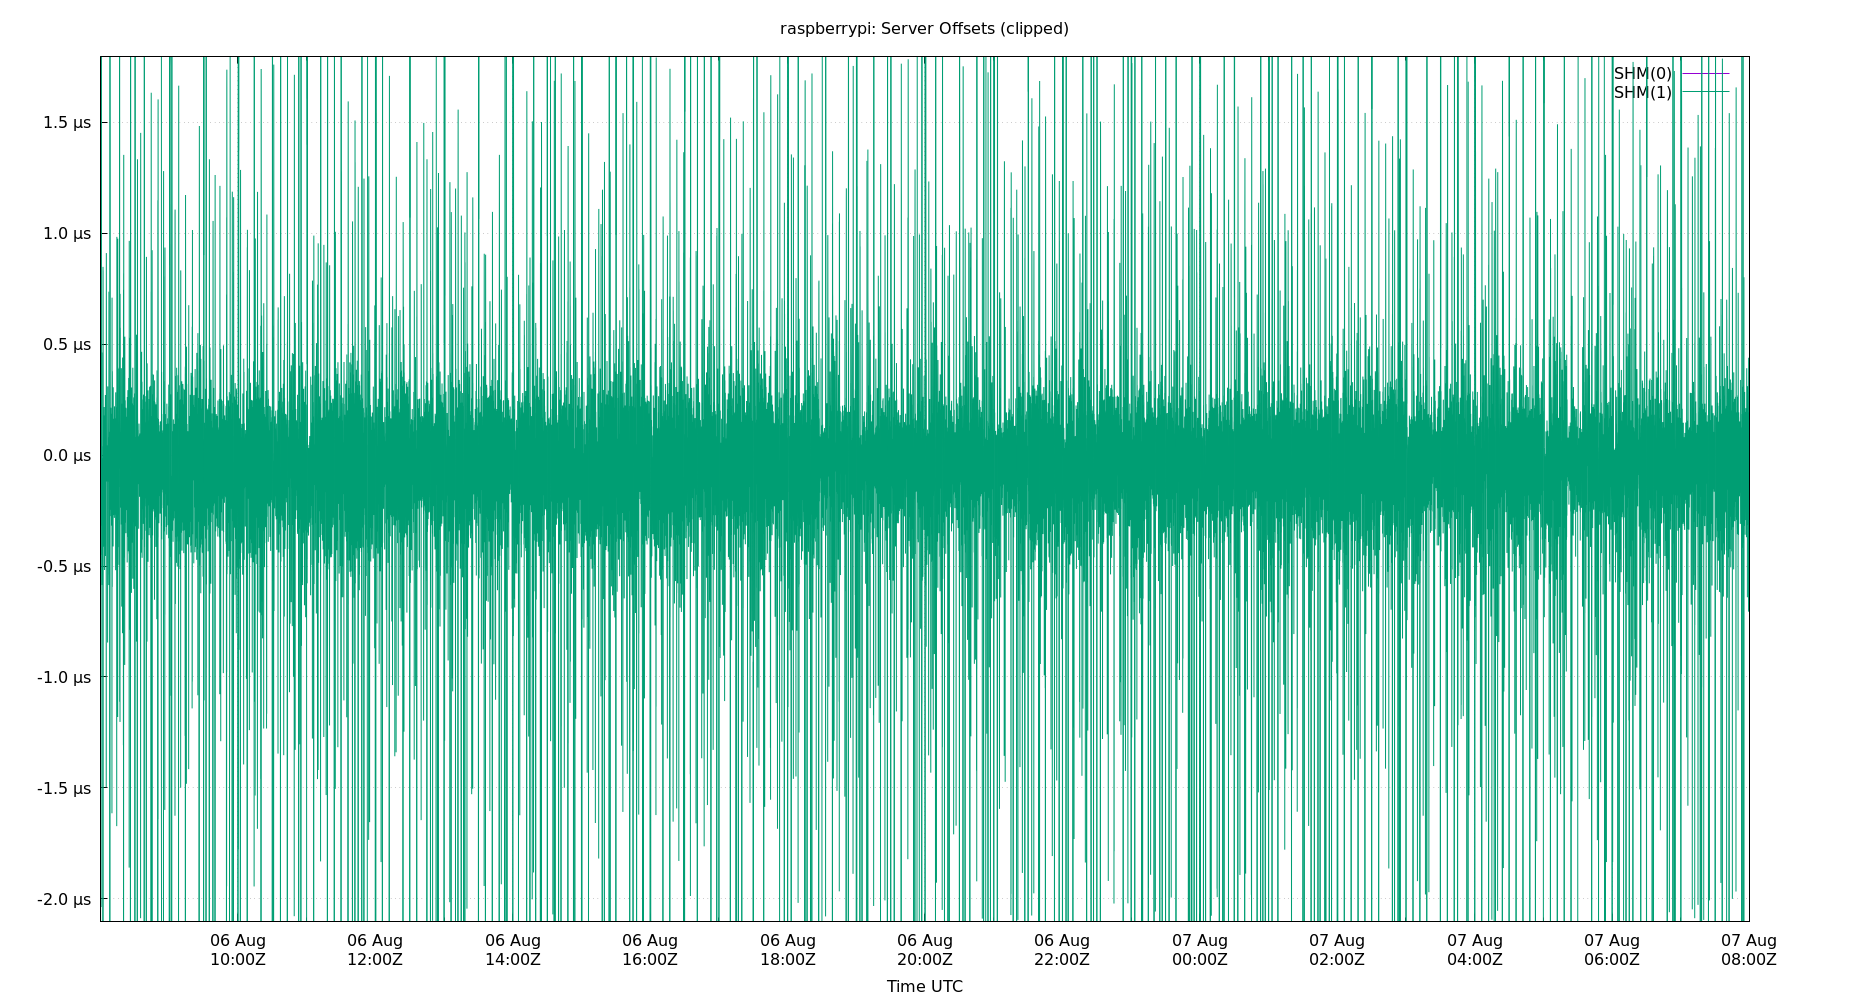 raspberrypi: Server Offsets (clipped)
SHM(0)
SHM(1)
1.5 µs
1.0 µs
0.5 µs
0.0 µs
-0.5 µs
-1.0 µs
-1.5 µs
-2.0 µs
06 Aug 06 Aug 06 Aug 06 Aug 06 Aug 06 Aug 06 Aug 07 Aug 07 Aug 07 Aug 07 Aug 07 Aug
10:00Z 12:00Z 14:00Z 16:00Z 18:00Z 20:00Z 22:00Z 00:00Z 02:00Z 04:00Z 06:00Z 08:00Z
Time UTC